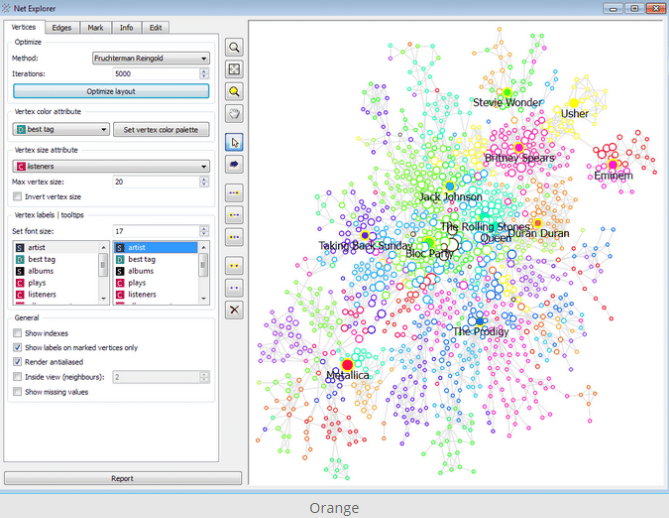 Net Explorer
Vertices Edges Mark Info Edit
Optimize
Method: Fruchterman Reingold
Iterations: 5000
Optimize layout
Vertex color attribute
D best tag Set vertex color palette
Vertex size attribute
C listeners
Max vertex size: 20
Invert vertex size
Vertex labels | tooltips
Set font size: 17
S artist S artist
D best tag D best tag
S albums S albums
C plays C plays
C listeners C listeners
General
Show indexes
Show labels on marked vertices only
Render antialiased
Inside view (neighbours): 2
Show missing values
Report
Stevie Wonder
Usher
Britney Spears
Eminem
Jack Johnson
The Rolling Stones
Duran Duran
Queen
Taking Back Sunday
Bloc Party
The Prodigy
Metallica
Orange